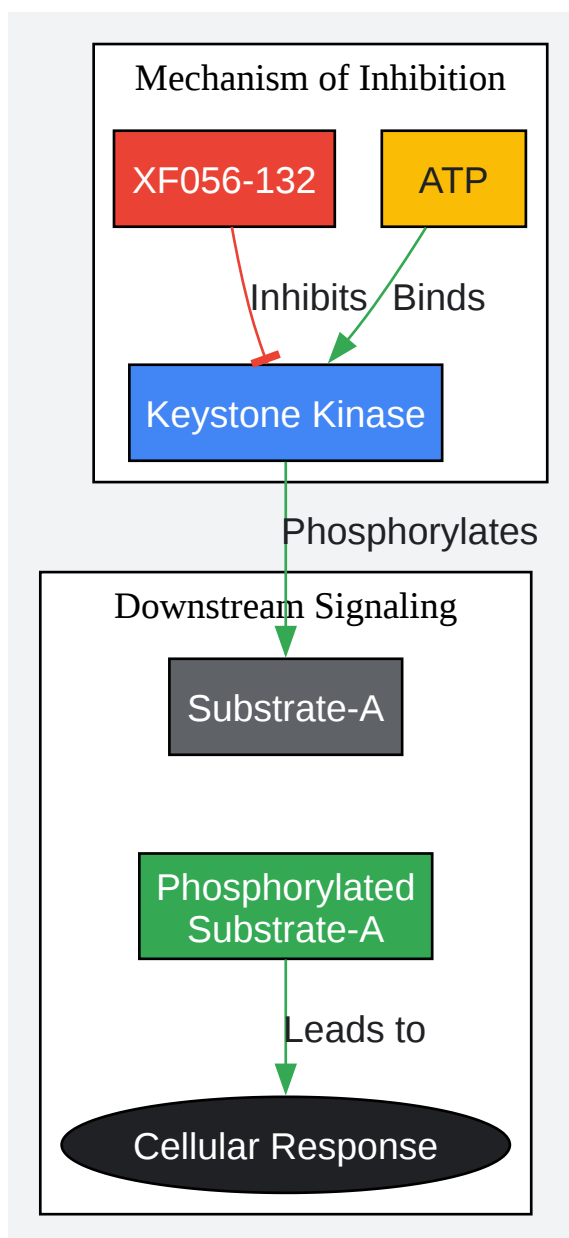 Mechanism of Inhibition
XF056-132
ATP
Inhibits
Binds
Keystone Kinase
Phosphorylates
Downstream Signaling
Substrate-A
Phosphorylated
Substrate-A
Leads to
Cellular Response